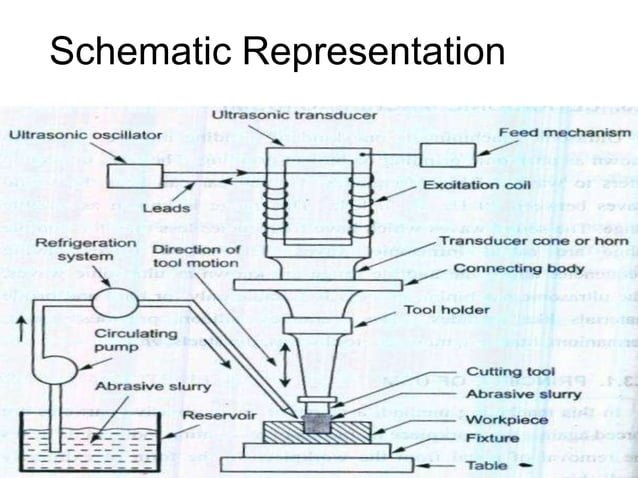 Schematic Representation
Ultrasonic transducer
Ultrasonic oscillator
Feed mechanism
Leads
Excitation coil
Refrigeration
system
Direction of
tool motion
Transducer cone or horn
Connecting body
Tool holder
Circulating
pump
Cutting tool
Abrasive slurry
Abrasive slurry
Reservoir
Workpiece
Fixture
Table